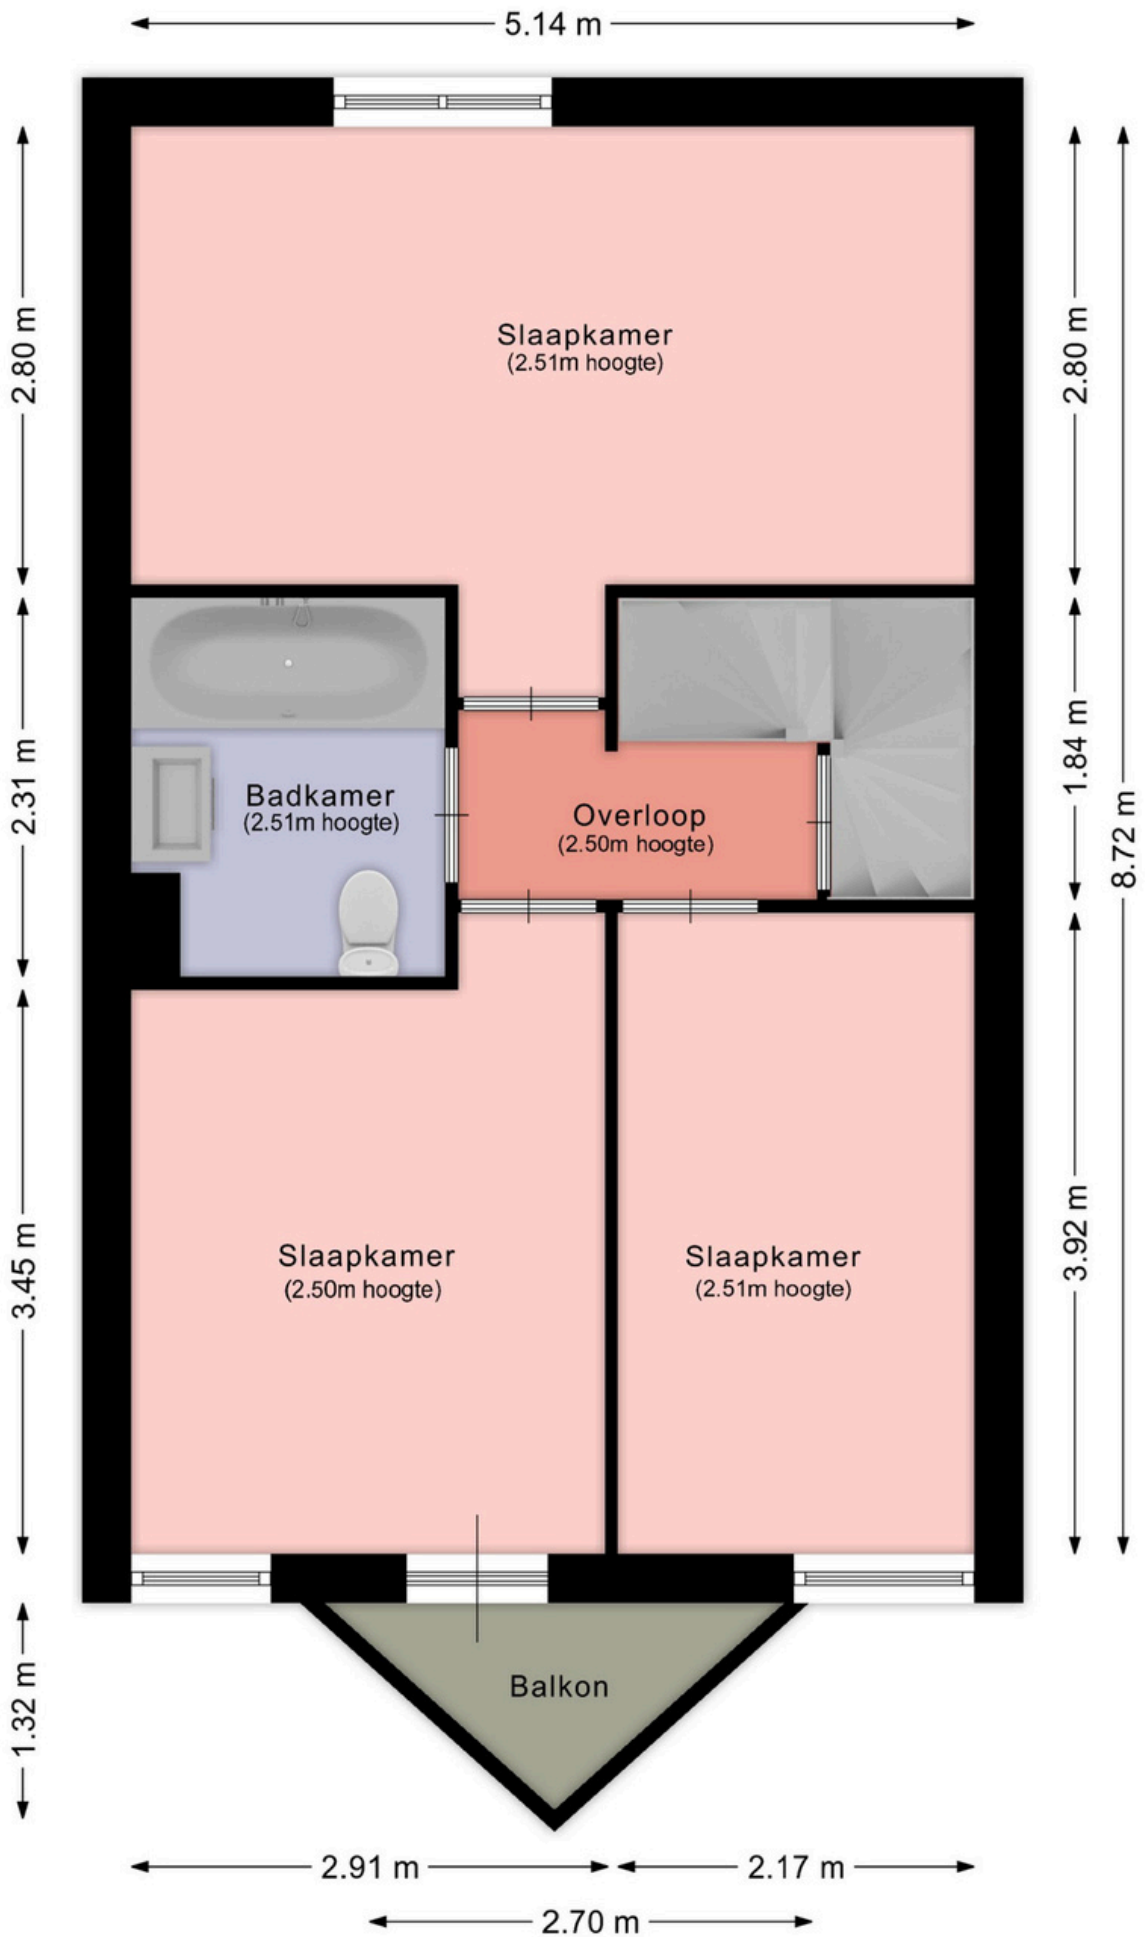 5.14 m
2.80 m
2.80 m
Slaapkamer
(2.51m hoogte)
2.31 m
1.84 m
8.72 m
Badkamer
(2.51m hoogte)
Overloop
(2.50m hoogte)
3.45 m
3.92 m
Slaapkamer
(2.50m hoogte)
Slaapkamer
(2.51m hoogte)
1.32 m
Balkon
2.91 m
2.17 m
2.70 m